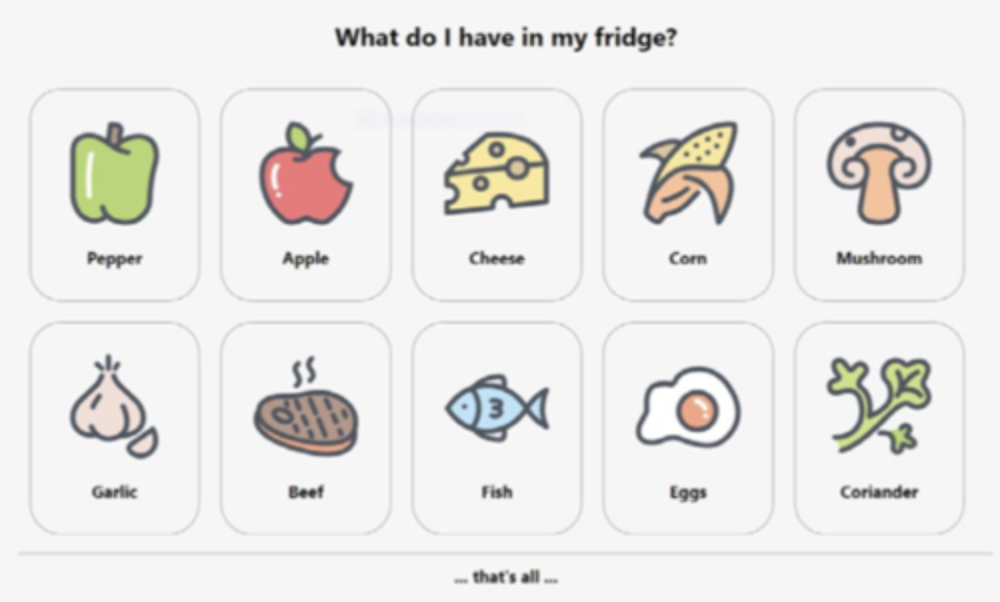 What do I have in my fridge?
Pepper
Apple
Cheese
Corn
Mushroom
Garlic
Beef
Fish
Eggs
Coriander
... that's all ...